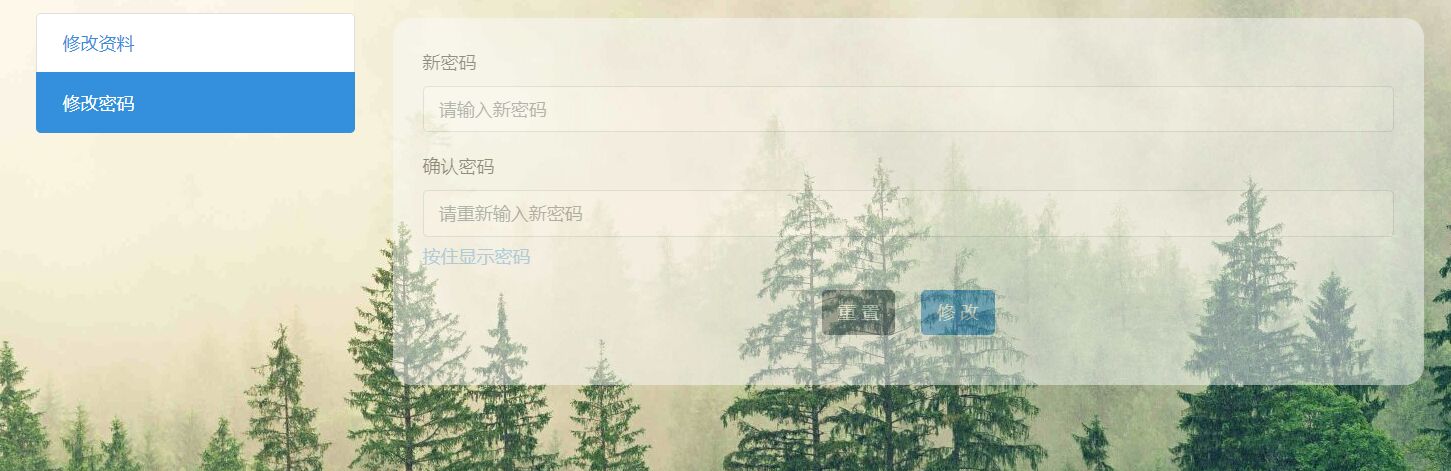 修改资料
修改密码
新密码
请输入新密码
确认密码
请重新输入新密码
按住显示密码
重置 修改